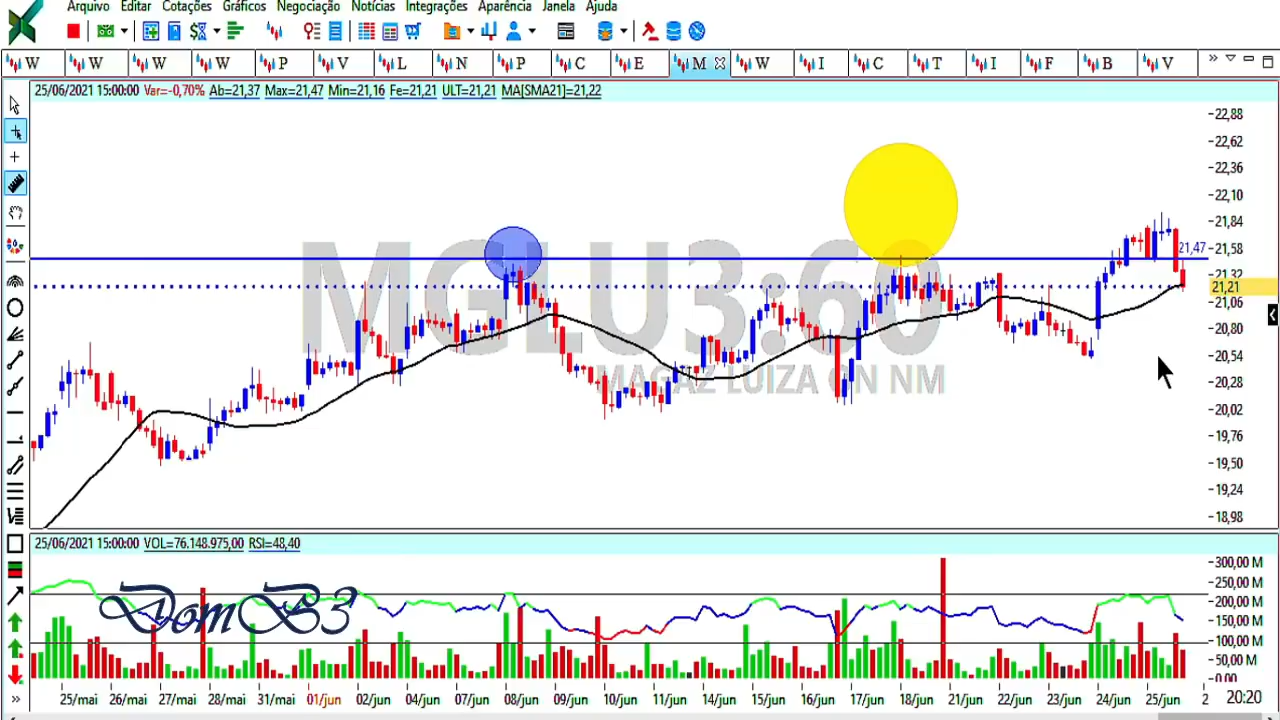 Arquivo Editar Cotações Gráficos Negociação Notícias Integrações Aparência Janela Ajuda
W W W W P V L N P C E M W I C T I F B V
25/06/2021 15:00:00 Var=-0,70% Ab=21,37 Max=21,47 Min=21,16 Fe=21,21 ULT=21,21 MA[SMA21]=21,22
MGLU3:60
MAGAZ LUIZA ON NM
22,88
22,62
22,36
22,10
21,84
21,58
21,47
21,32
21,21
21,06
20,80
20,54
20,28
20,02
19,76
19,50
19,24
18,98
25/06/2021 15:00:00 VOL=76.148.975,00 RSI=48,40
DomB3
300,00 M
250,00 M
200,00 M
150,00 M
100,00 M
50,00 M
0,00
25/mai 26/mai 27/mai 28/mai 01/jun 02/jun 04/jun 07/jun 08/jun 09/jun 10/jun 11/jun 14/jun 15/jun 16/jun 17/jun 18/jun 21/jun 22/jun 23/jun 24/jun 25/jun 2 20:20